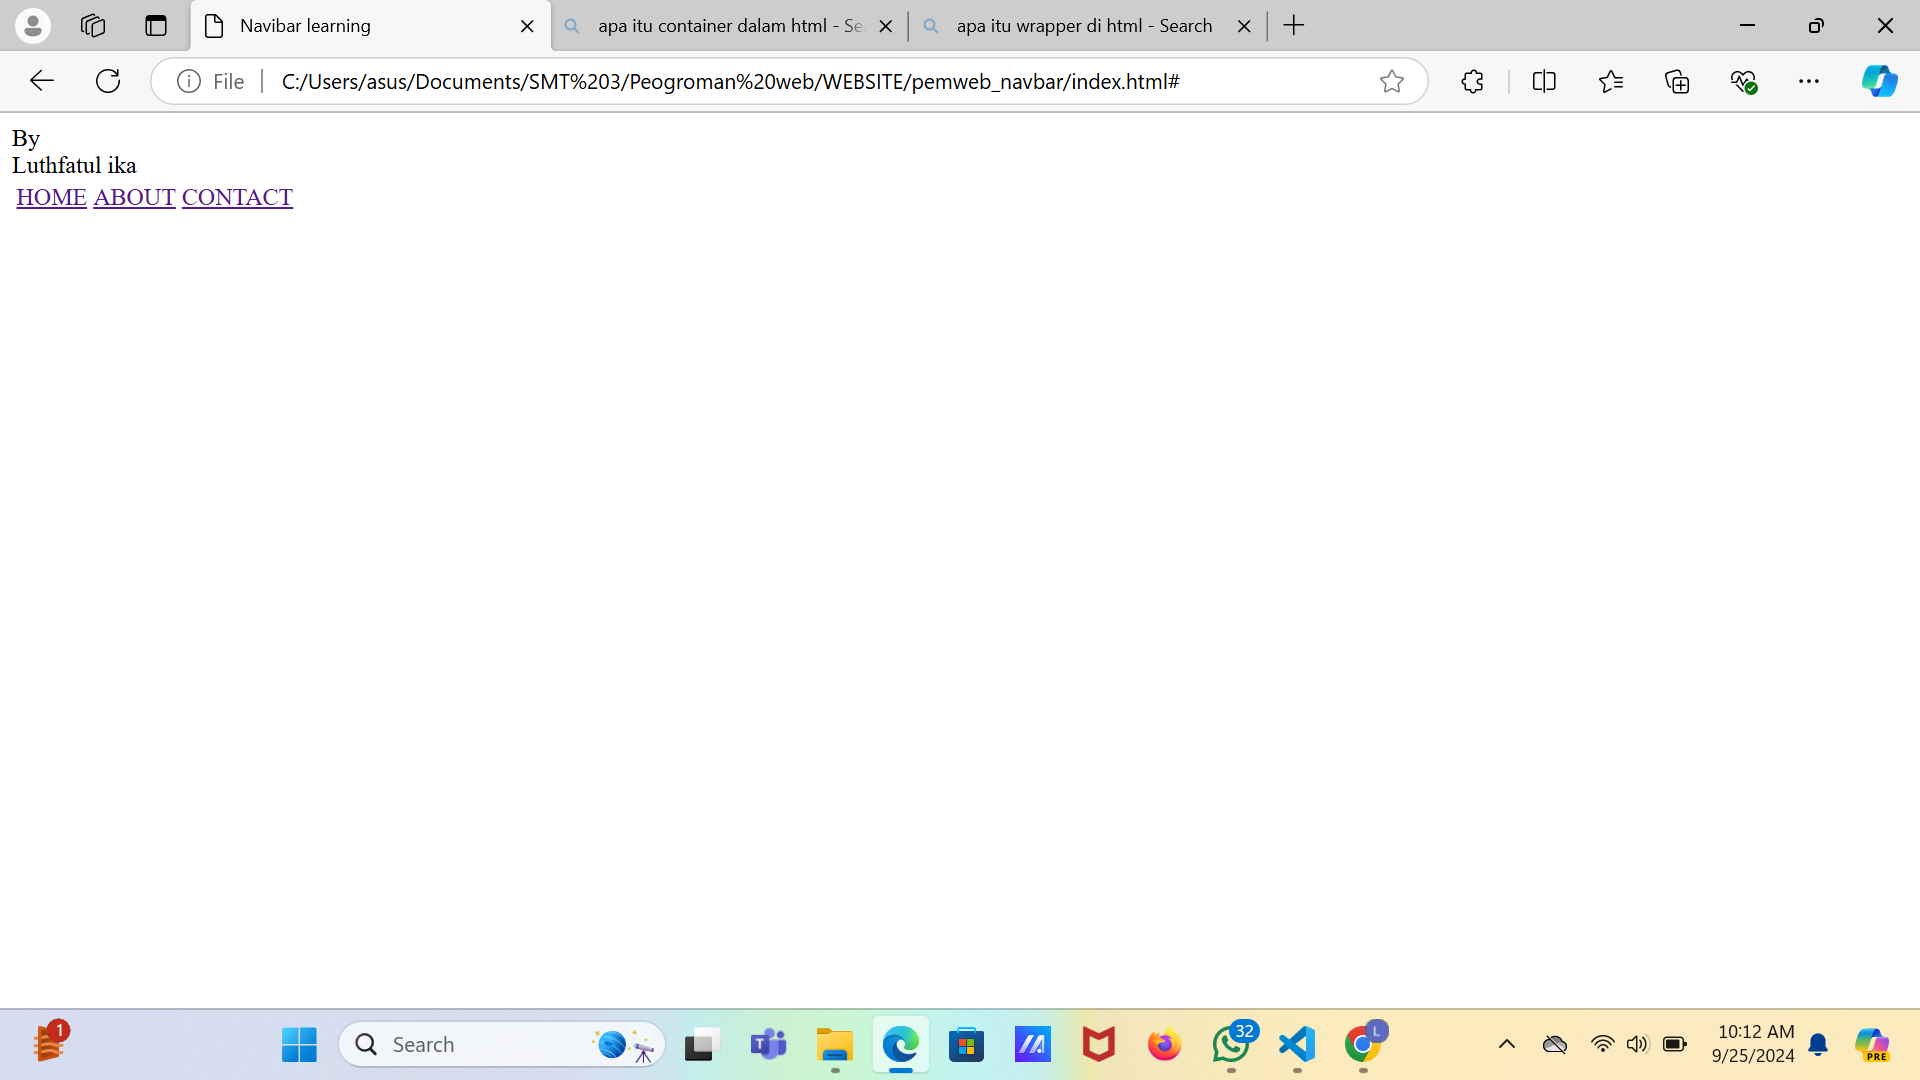 Navibar learning
apa itu container dalam html - Se
apa itu wrapper di html - Search
File
C:/Users/asus/Documents/SMT%203/Peogroman%20web/WEBSITE/pemweb_navbar/index.html#
By
Luthfatul ika
HOME ABOUT CONTACT
1
Search
T
32
L
10:12 AM
9/25/2024
PRE